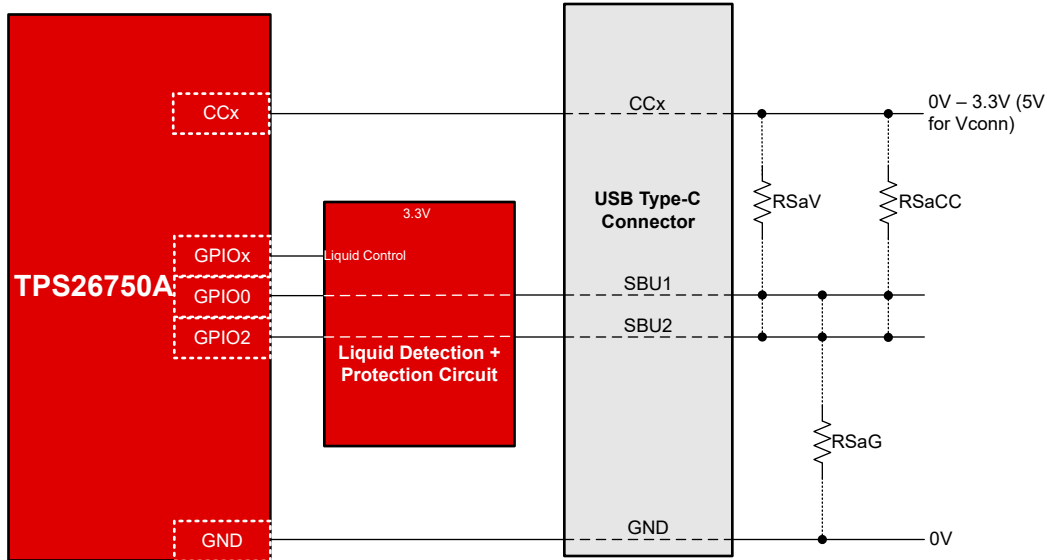 CCx
CCx
0V – 3.3V (5V
for Vconn)
USB Type-C
Connector
RSaV
RSaCC
3.3V
GPIOx
Liquid Control
TPS26750A
GPIO0
SBU1
GPIO2
SBU2
Liquid Detection +
Protection Circuit
RSaG
GND
GND
0V